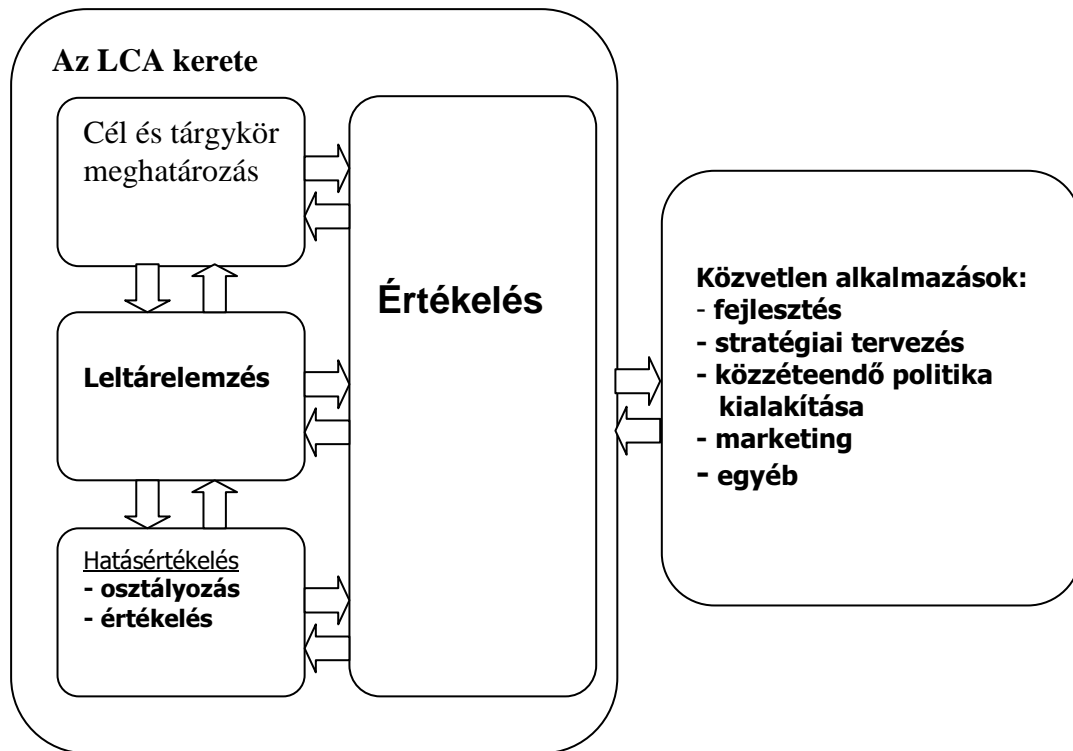 Az LCA kerete
Cél és tárgykör
meghatározás
Leltárelemzés
Hatásértékelés
- osztályozás
- értékelés
Értékelés
Közvetlen alkalmazások:
- fejlesztés
- stratégiai tervezés
- közzéteendő politika
kialakítása
- marketing
- egyéb